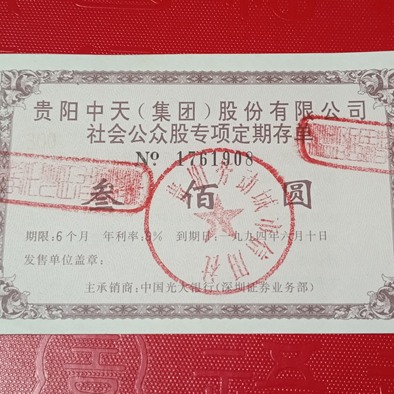 贵阳中天(集团)股份有限公司
社会公众股专项定期存单
№ 1761908
叁佰圆
期限:6个月 年利率:9% 到期日:一九九四年六月十日
发售单位盖章:
主承销商:中国光大银行(深圳证券业务部)